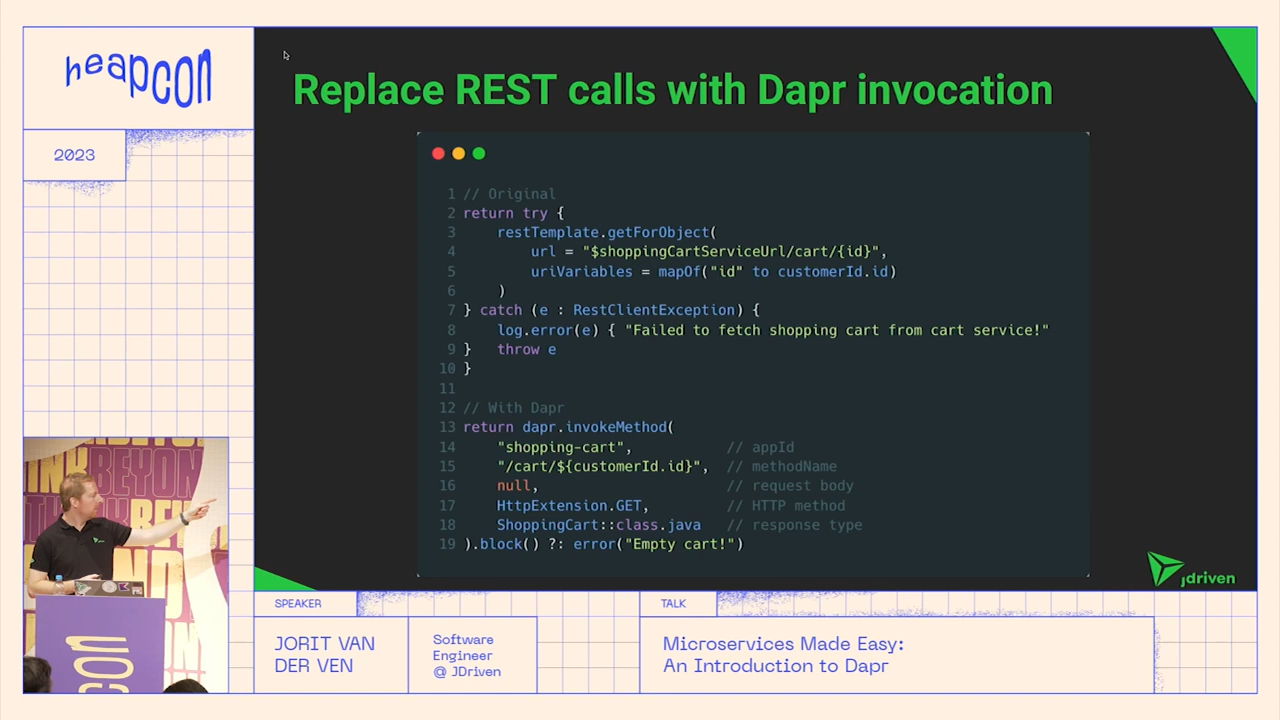 heapcon
2023
Replace REST calls with Dapr invocation
1 // Original
2 return try {
3     restTemplate.getForObject(
4         url = "$shoppingCartServiceUrl/cart/{id}",
5         uriVariables = mapOf("id" to customerId.id)
6     )
7 } catch (e : RestClientException) {
8     log.error(e) { "Failed to fetch shopping cart from cart service!"
9 }   throw e
10 }
11
12 // With Dapr
13 return dapr.invokeMethod(
14     "shopping-cart",           // appId
15     "/cart/${customerId.id}",  // methodName
16     null,                      // request body
17     HttpExtension.GET,         // HTTP method
18     ShoppingCart::class.java   // response type
19 ).block() ?: error("Empty cart!")
jdriven
INK BEYON
BEY
con
SPEAKER
JORIT VAN
DER VEN
Software
Engineer
@ JDriven
TALK
Microservices Made Easy:
An Introduction to Dapr